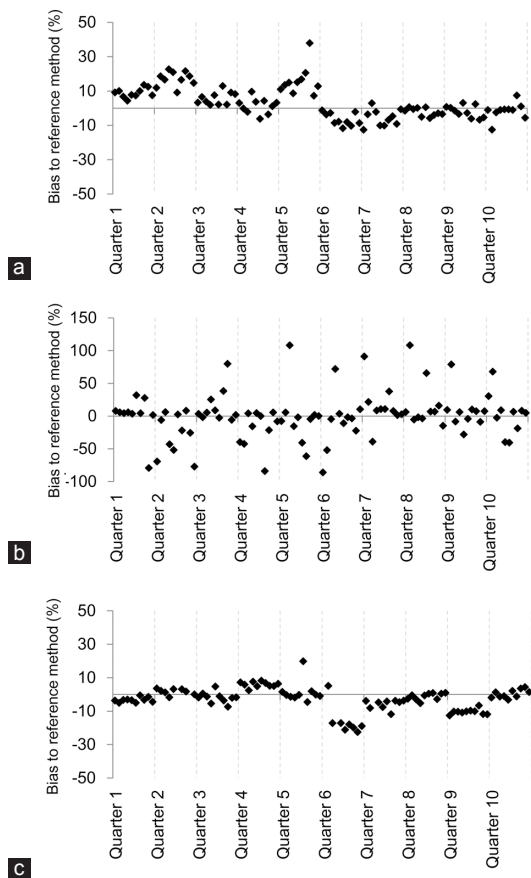 Bias to reference method (%)
50
30
10
-10
-30
-50
Quarter 1
Quarter 2
Quarter 3
Quarter 4
Quarter 5
Quarter 6
Quarter 7
Quarter 8
Quarter 9
Quarter 10
a
Bias to reference method (%)
150
100
50
0
-50
-100
Quarter 1
Quarter 2
Quarter 3
Quarter 4
Quarter 5
Quarter 6
Quarter 7
Quarter 8
Quarter 9
Quarter 10
b
Bias to reference method (%)
50
30
10
-10
-30
-50
Quarter 1
Quarter 2
Quarter 3
Quarter 4
Quarter 5
Quarter 6
Quarter 7
Quarter 8
Quarter 9
Quarter 10
c